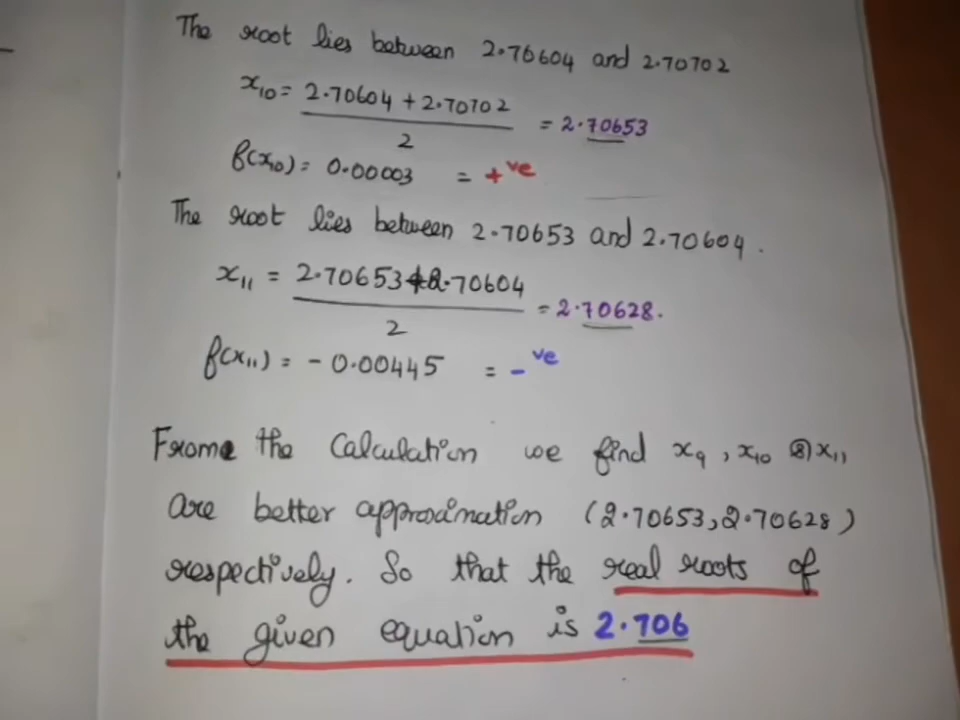 The root lies between 2.70604 and 2.70702
x₁₀ = 2.70604 + 2.70702 / 2 = 2.70653
f(x₁₀) = 0.00003 = +ve
The root lies between 2.70653 and 2.70604.
x₁₁ = 2.70653 + 2.70604 / 2 = 2.70628.
f(x₁₁) = - 0.00445 = -ve
Frome the Calculation we find x₉, x₁₀ & x₁₁
are better approximation (2.70653, 2.70628)
respectively. So that the real roots of
the given equation is 2.706